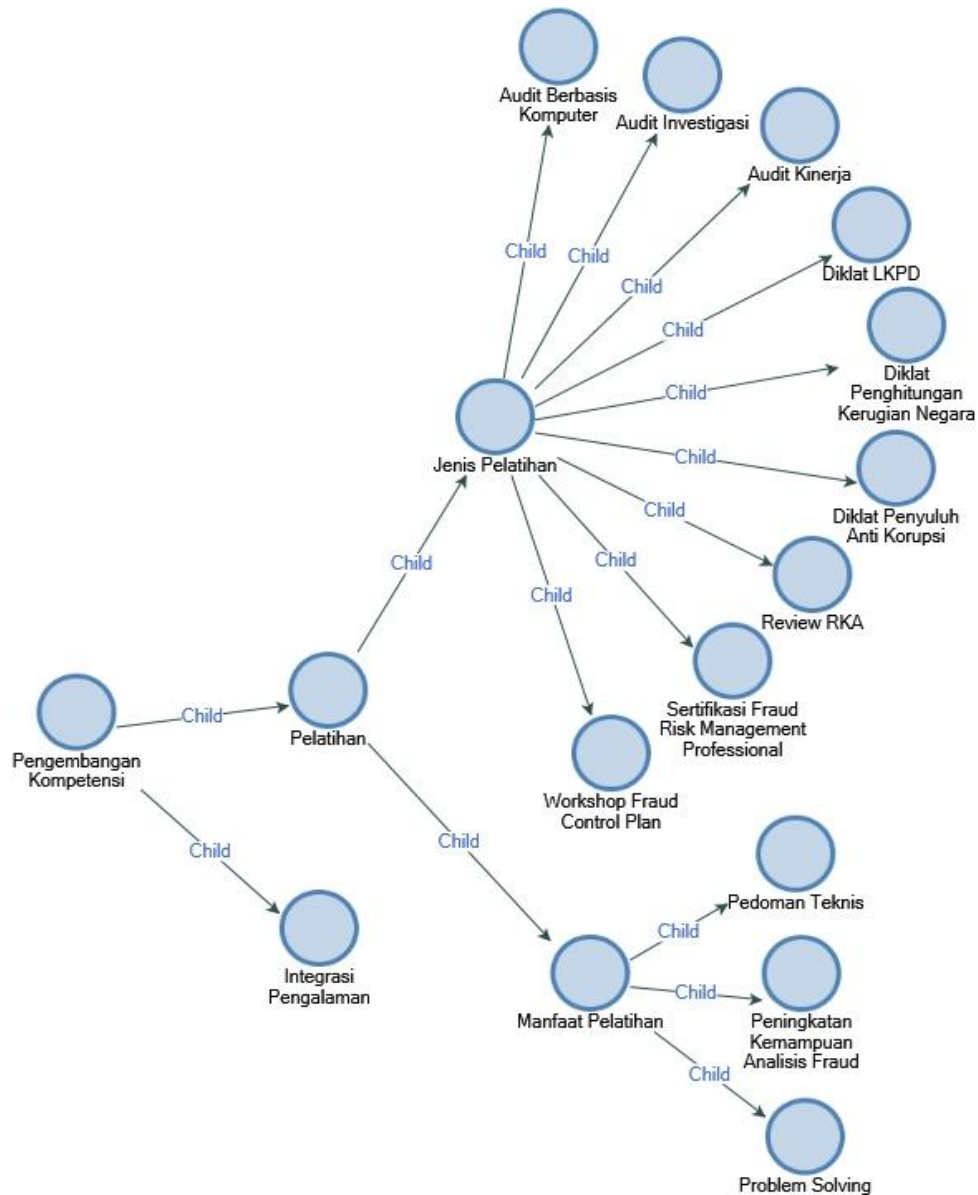 Audit Berbasis
Komputer
Audit Investigasi
Audit Kinerja
Child
Child
Child
Diklat LKPD
Child
Diklat
Penghitungan
Kerugian Negara
Child
Jenis Pelatihan
Child
Diklat Penyuluh
Anti Korupsi
Child
Child
Child
Child
Review RKA
Sertifikasi Fraud
Risk Management
Professional
Child
Pelatihan
Pengembangan
Kompetensi
Workshop Fraud
Control Plan
Child
Child
Pedoman Teknis
Child
Integrasi
Pengalaman
Child
Manfaat Pelatihan
Peningkatan
Kemampuan
Analisis Fraud
Child
Problem Solving